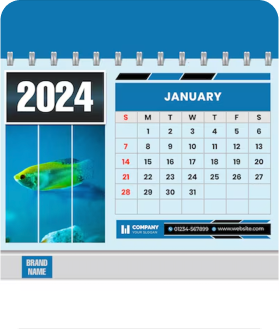 2024
JANUARY
S M T W T F S
1 2 3 4 5 6
7 8 9 10 11 12 13
14 15 16 17 18 19 20
21 22 23 24 25 26 27
28 29 30 31
COMPANY
YOUR SLOGAN
01234-567899 www.website.com
BRAND
NAME